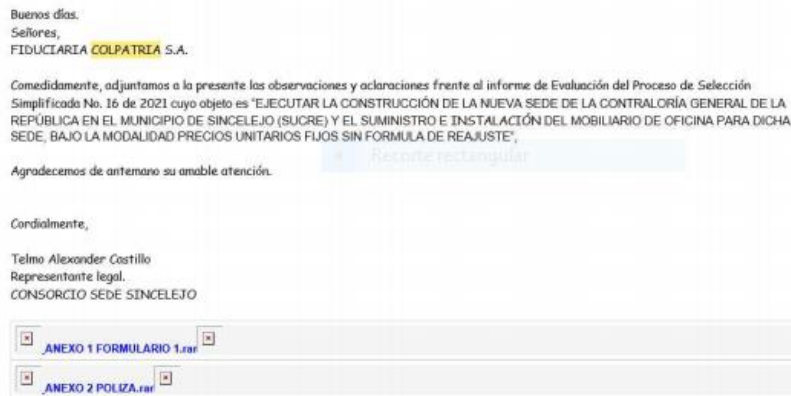 Buenos días.
Señores,
FIDUCIARIA COLPATRIA S.A.
Comedidamente, adjuntamos a la presente las observaciones y aclaraciones frente al informe de Evaluación del Proceso de Selección
Simplificada No. 16 de 2021 cuyo objeto es "EJECUTAR LA CONSTRUCCIÓN DE LA NUEVA SEDE DE LA CONTRALORÍA GENERAL DE LA
REPÚBLICA EN EL MUNICIPIO DE SINCELEJO (SUCRE) Y EL SUMINISTRO E INSTALACIÓN DEL MOBILIARIO DE OFICINA PARA DICHA
SEDE, BAJO LA MODALIDAD PRECIOS UNITARIOS FIJOS SIN FORMULA DE REAJUSTE",
Recorte rectangular
Agradecemos de antemano su amable atención.
Cordialmente,
Telmo Alexander Castillo
Representante legal.
CONSORCIO SEDE SINCELEJO
ANEXO 1 FORMULARIO 1.rar
ANEXO 2 POLIZA.rar